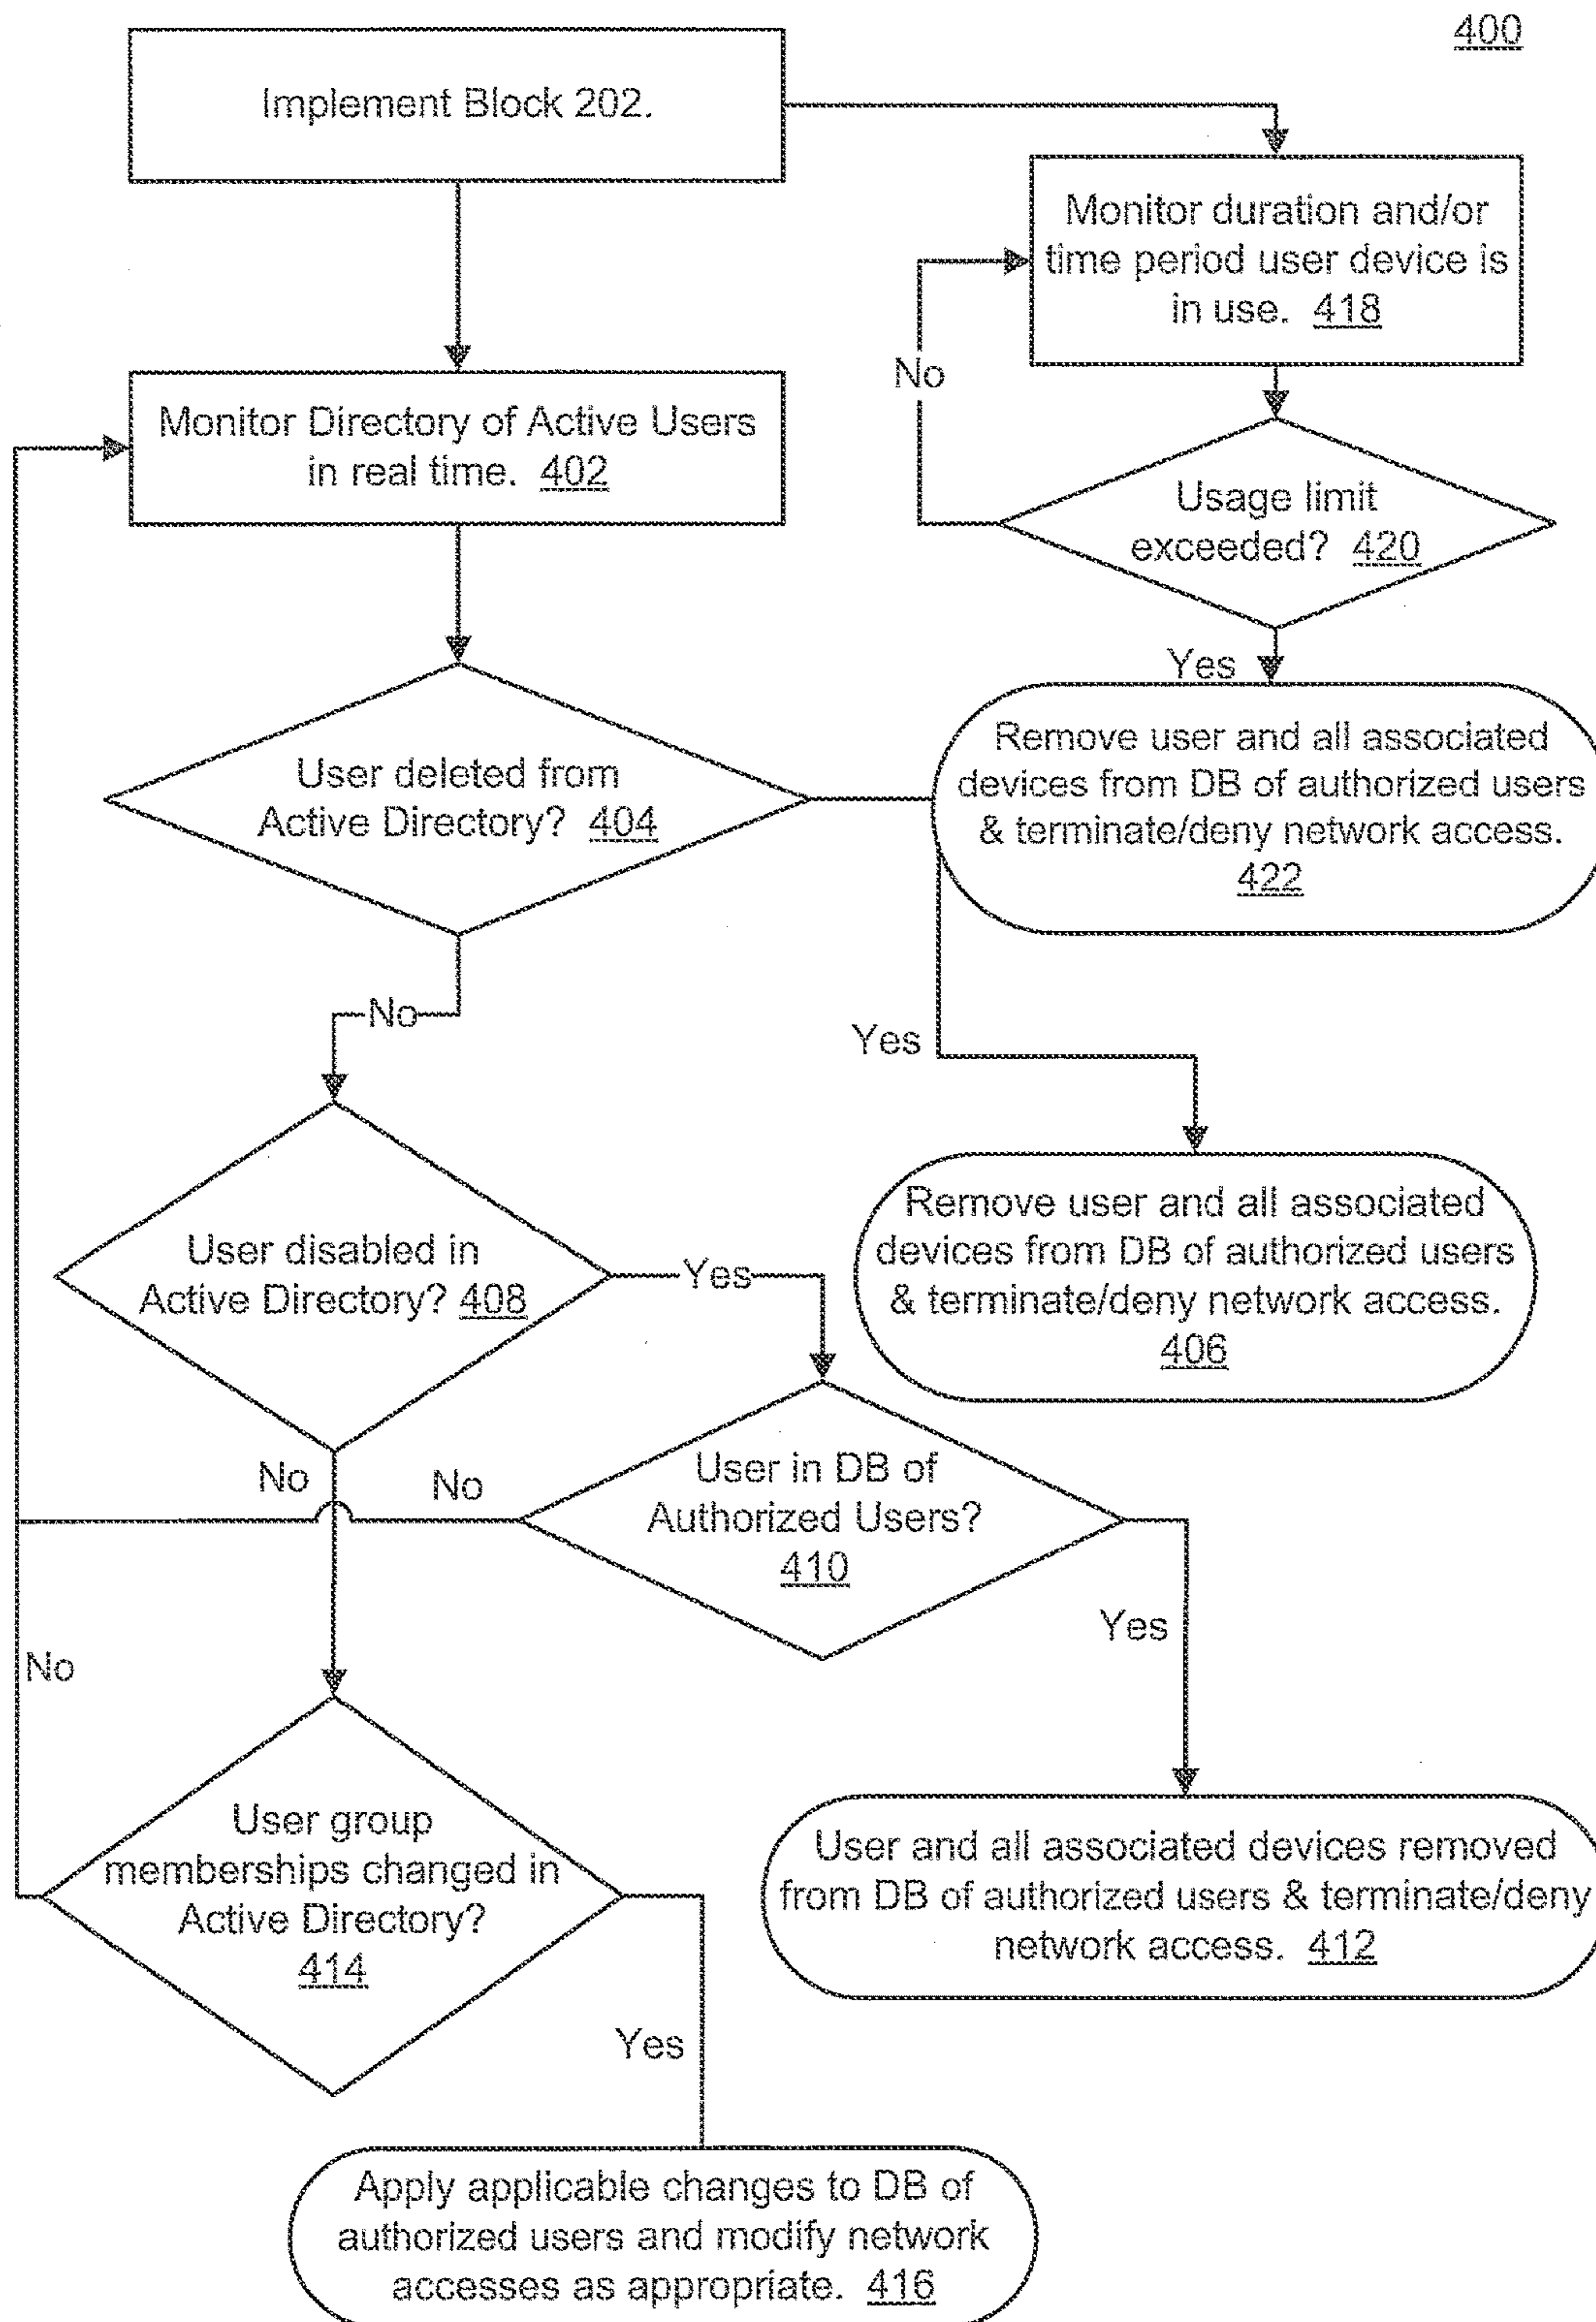 400
Implement Block 202.
Monitor duration and/or
time period user device is
in use. 418
No
Monitor Directory of Active Users
in real time. 402
Usage limit
exceeded? 420
Yes
Remove user and all associated
devices from DB of authorized users
& terminate/deny network access.
422
User deleted from
Active Directory? 404
No
Yes
Remove user and all associated
devices from DB of authorized users
& terminate/deny network access.
406
User disabled in
Active Directory? 408
Yes
No
No
User in DB of
Authorized Users?
410
Yes
No
User group
memberships changed in
Active Directory?
414
User and all associated devices removed
from DB of authorized users & terminate/deny
network access. 412
Yes
Apply applicable changes to DB of
authorized users and modify network
accesses as appropriate. 416